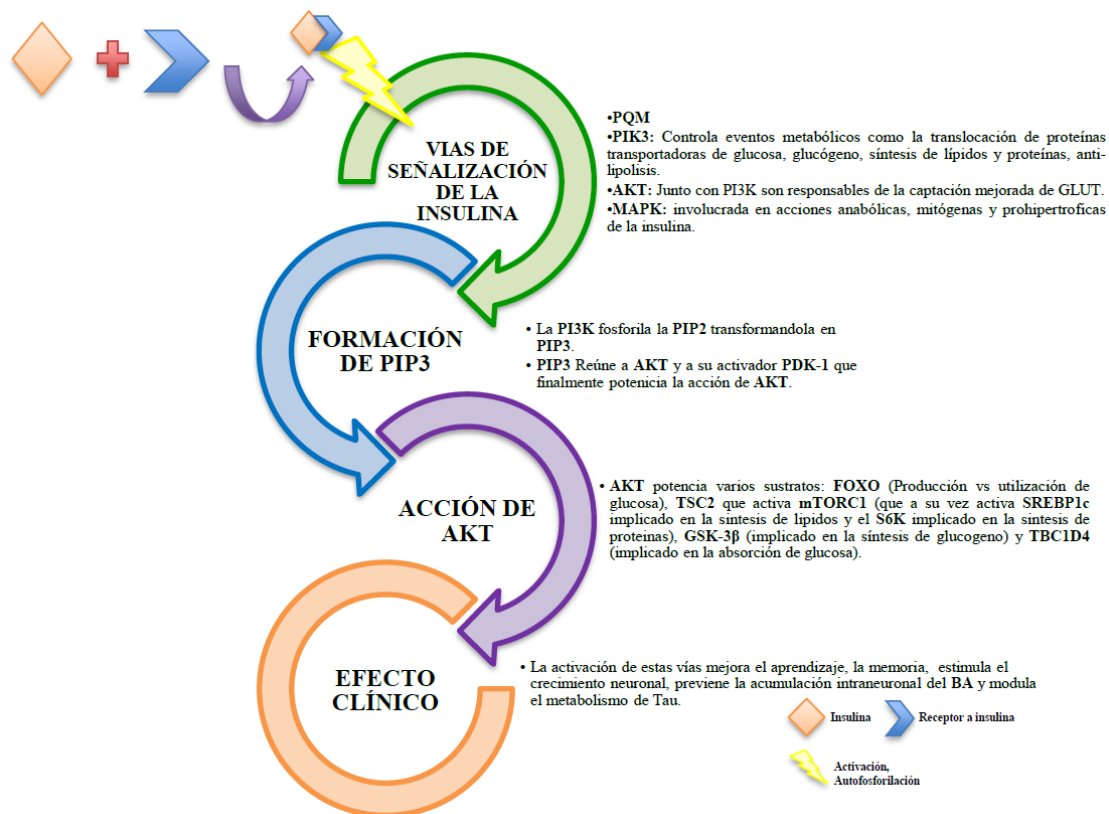 VIAS DE
SEÑALIZACIÓN
DE LA
INSULINA
•PQM
•PIK3: Controla eventos metabólicos como la translocación de proteínas
transportadoras de glucosa, glucógeno, síntesis de lípidos y proteínas, anti-
lipolisis.
•AKT: Junto con PI3K son responsables de la captación mejorada de GLUT.
•MAPK: involucrada en acciones anabólicas, mitógenas y prohipertroficas
de la insulina.
FORMACIÓN
DE PIP3
• La PI3K fosforila la PIP2 transformandola en
PIP3.
• PIP3 Reúne a AKT y a su activador PDK-1 que
finalmente potenicia la acción de AKT.
ACCIÓN DE
AKT
• AKT potencia varios sustratos: FOXO (Producción vs utilización de
glucosa), TSC2 que activa mTORC1 (que a su vez activa SREBP1c
implicado en la sintesis de lipidos y el S6K implicado en la sintesis de
proteinas), GSK-3β (implicado en la síntesis de glucogeno) y TBC1D4
(implicado en la absorción de glucosa).
EFECTO
CLÍNICO
• La activación de estas vías mejora el aprendizaje, la memoria, estimula el
crecimiento neuronal, previene la acumulación intraneuronal del BA y modula
el metabolismo de Tau.
Insulina
Receptor a insulina
Activación,
Autofosforilación